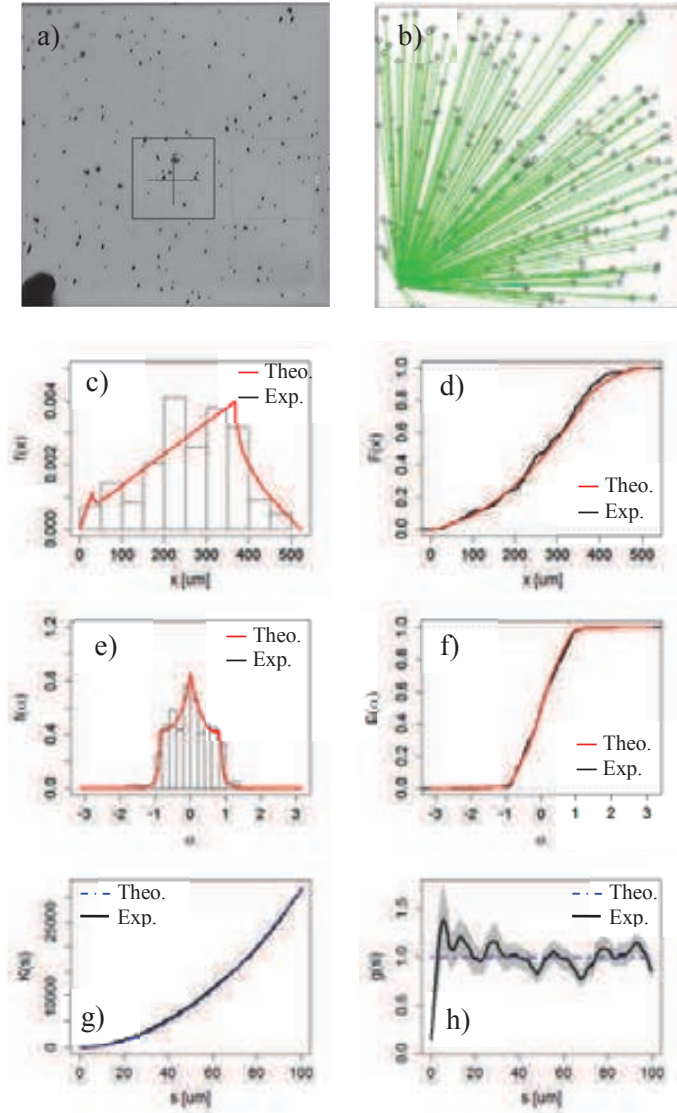 a)
b)
c)
Theo.
Exp.
f(x)
0.000
0.002
0.004
0 100 200 300 400 500
x [um]
d)
Theo.
Exp.
F(x)
0.0 0.2 0.4 0.6 0.8 1.0
0 100 200 300 400 500
x [um]
e)
Theo.
Exp.
0.0 0.4 0.8 1.2
-3 -2 -1 0 1 2 3
α
f)
Theo.
Exp.
0.0 0.2 0.4 0.6 0.8 1.0
-3 -2 -1 0 1 2 3
α
g)
Theo.
Exp.
K(s)
0 10000 25000
0 20 40 60 80 100
s [um]
h)
Theo.
Exp.
g(s)
0.0 0.5 1.0 1.5
0 20 40 60 80 100
s [um]